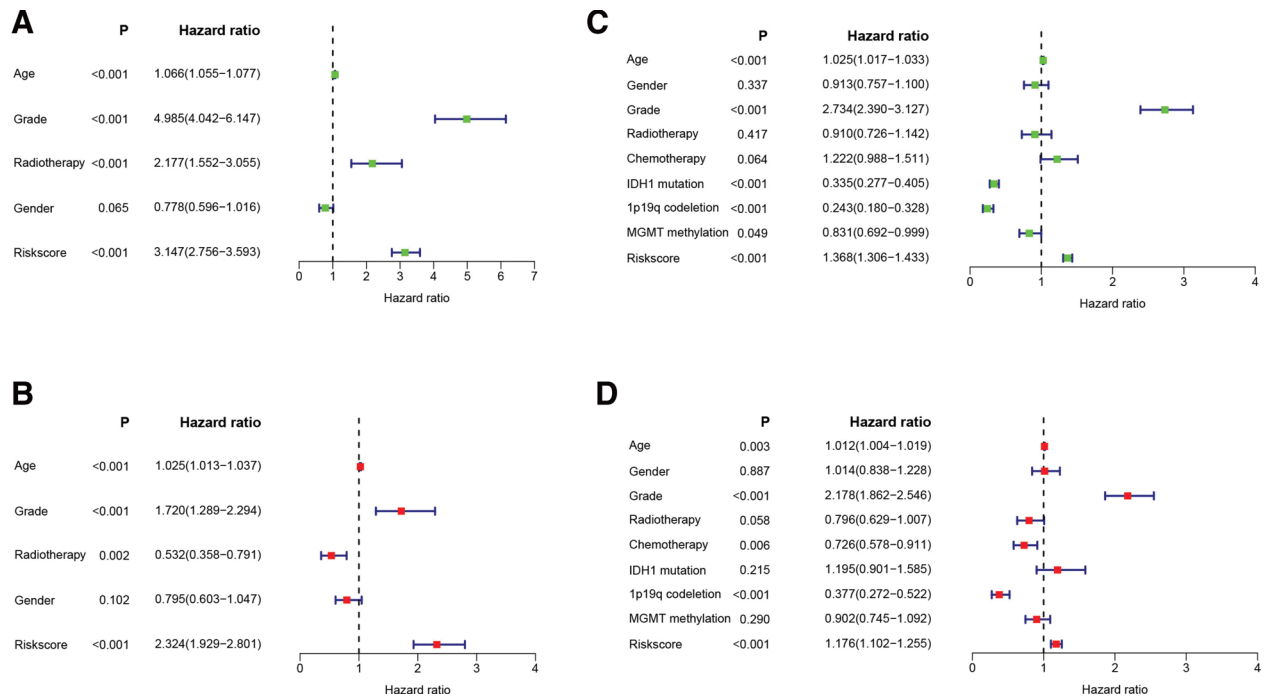 A
P Hazard ratio
Age <0.001 1.066(1.055−1.077)
Grade <0.001 4.985(4.042−6.147)
Radiotherapy <0.001 2.177(1.552−3.055)
Gender 0.065 0.778(0.596−1.016)
Riskscore <0.001 3.147(2.756−3.593)
0 1 2 3 4 5 6 7
Hazard ratio
C
P Hazard ratio
Age <0.001 1.025(1.017−1.033)
Gender 0.337 0.913(0.757−1.100)
Grade <0.001 2.734(2.390−3.127)
Radiotherapy 0.417 0.910(0.726−1.142)
Chemotherapy 0.064 1.222(0.988−1.511)
IDH1 mutation <0.001 0.335(0.277−0.405)
1p19q codeletion <0.001 0.243(0.180−0.328)
MGMT methylation 0.049 0.831(0.692−0.999)
Riskscore <0.001 1.368(1.306−1.433)
0 1 2 3 4
Hazard ratio
B
P Hazard ratio
Age <0.001 1.025(1.013−1.037)
Grade <0.001 1.720(1.289−2.294)
Radiotherapy 0.002 0.532(0.358−0.791)
Gender 0.102 0.795(0.603−1.047)
Riskscore <0.001 2.324(1.929−2.801)
0 1 2 3 4
Hazard ratio
D
P Hazard ratio
Age 0.003 1.012(1.004−1.019)
Gender 0.887 1.014(0.838−1.228)
Grade <0.001 2.178(1.862−2.546)
Radiotherapy 0.058 0.796(0.629−1.007)
Chemotherapy 0.006 0.726(0.578−0.911)
IDH1 mutation 0.215 1.195(0.901−1.585)
1p19q codeletion <0.001 0.377(0.272−0.522)
MGMT methylation 0.290 0.902(0.745−1.092)
Riskscore <0.001 1.176(1.102−1.255)
0 1 2 3 4
Hazard ratio